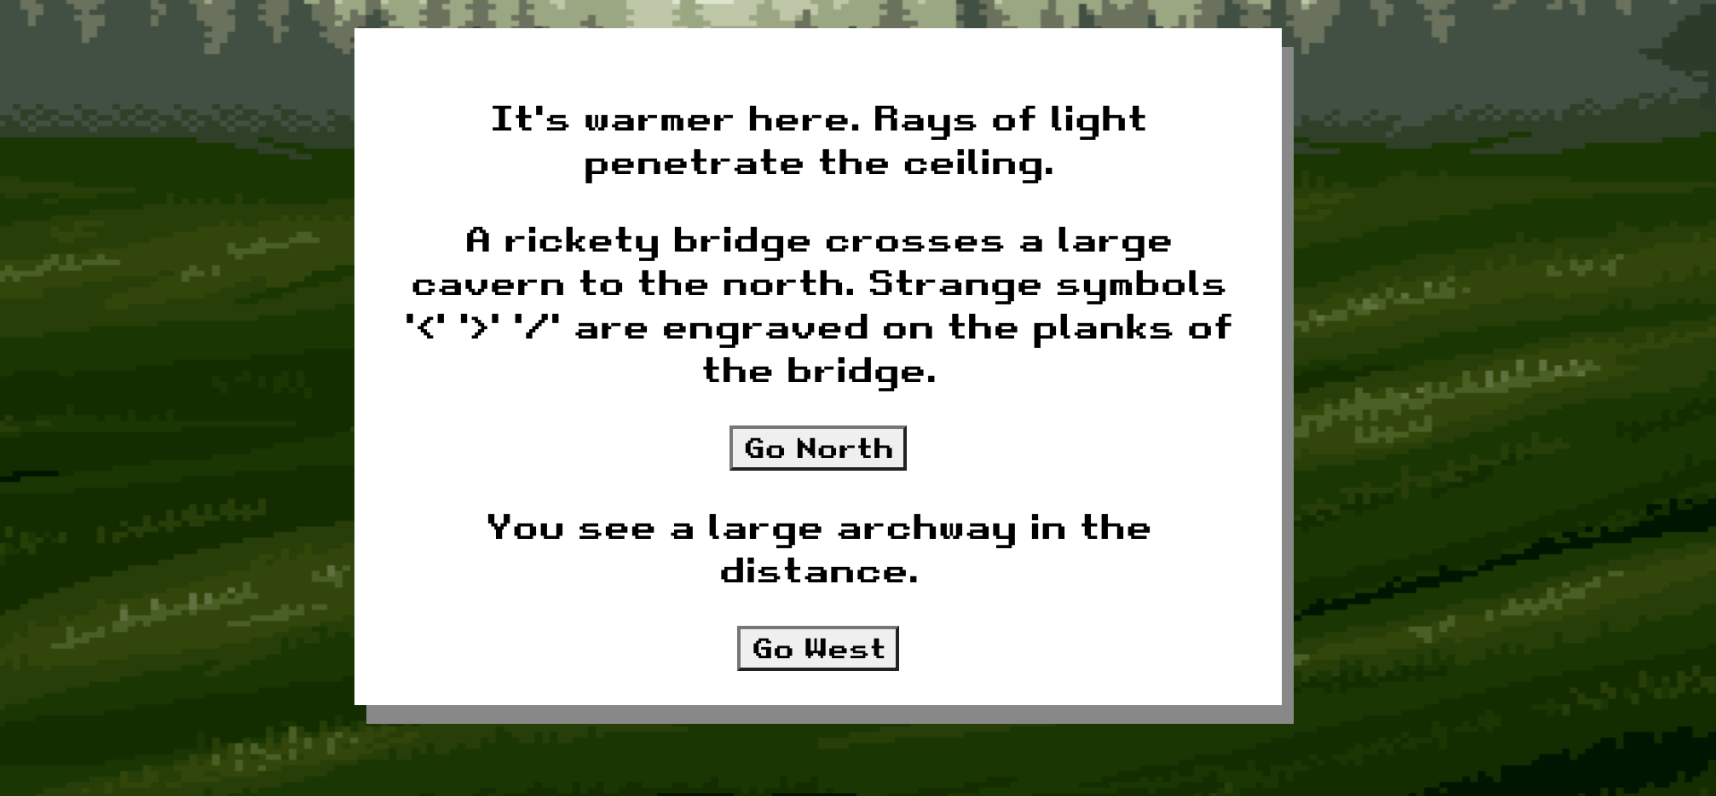 It's warmer here. Rays of light
penetrate the ceiling.
A rickety bridge crosses a large
cavern to the north. Strange symbols
'<' '>' '/' are engraved on the planks of
the bridge.
Go North
You see a large archway in the
distance.
Go West